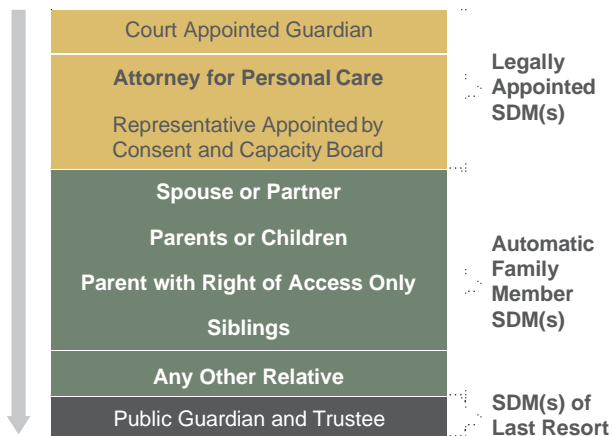 Court Appointed Guardian
Attorney for Personal Care
Representative Appointed by
Consent and Capacity Board
Spouse or Partner
Parents or Children
Parent with Right of Access Only
Siblings
Any Other Relative
Public Guardian and Trustee
Legally
Appointed
SDM(s)
Automatic
Family
Member
SDM(s)
SDM(s) of
Last Resort